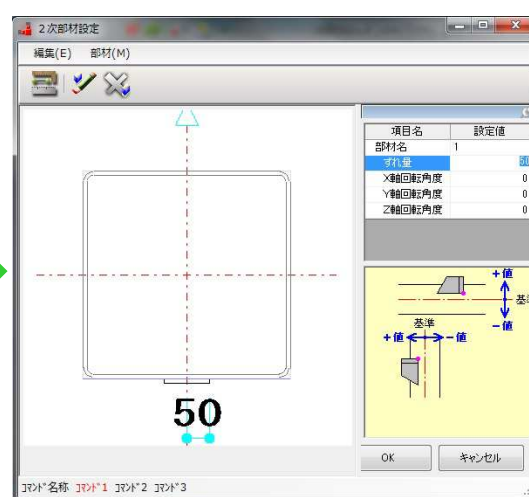 2次部材設定
編集(E) 部材(M)
項目名 設定値
部材名 1
ずれ量 50
X軸回転角度 0
Y軸回転角度 0
Z軸回転角度 0
50
+値
基準
-値
基準
+値 -値
OK キャンセル
コマンド名称 コマンド1 コマンド2 コマンド3